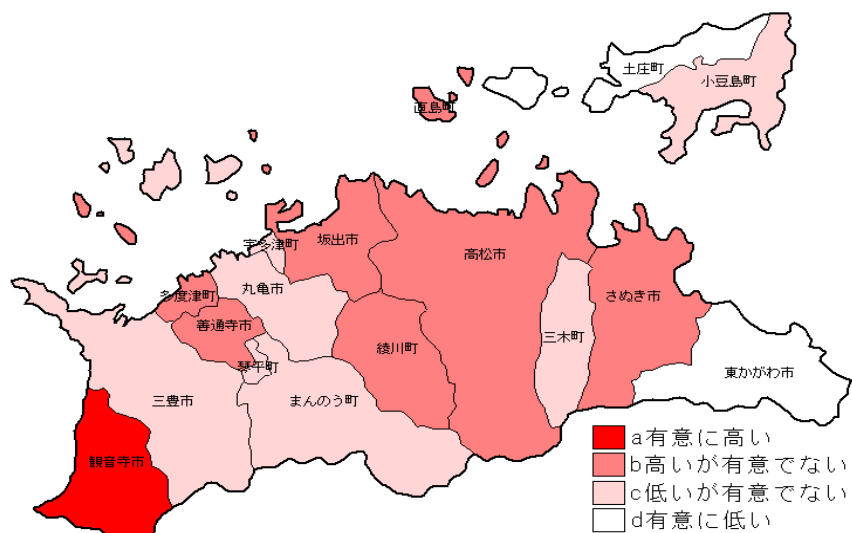 土庄町
小豆島町
直島町
宇多津町
坂出市
高松市
多度津町
丸亀市
さぬき市
善通寺市
三木町
綾川町
琴平町
東かがわ市
三豊市
まんのう町
観音寺市
a有意に高い
b高いが有意でない
c低いが有意でない
d有意に低い